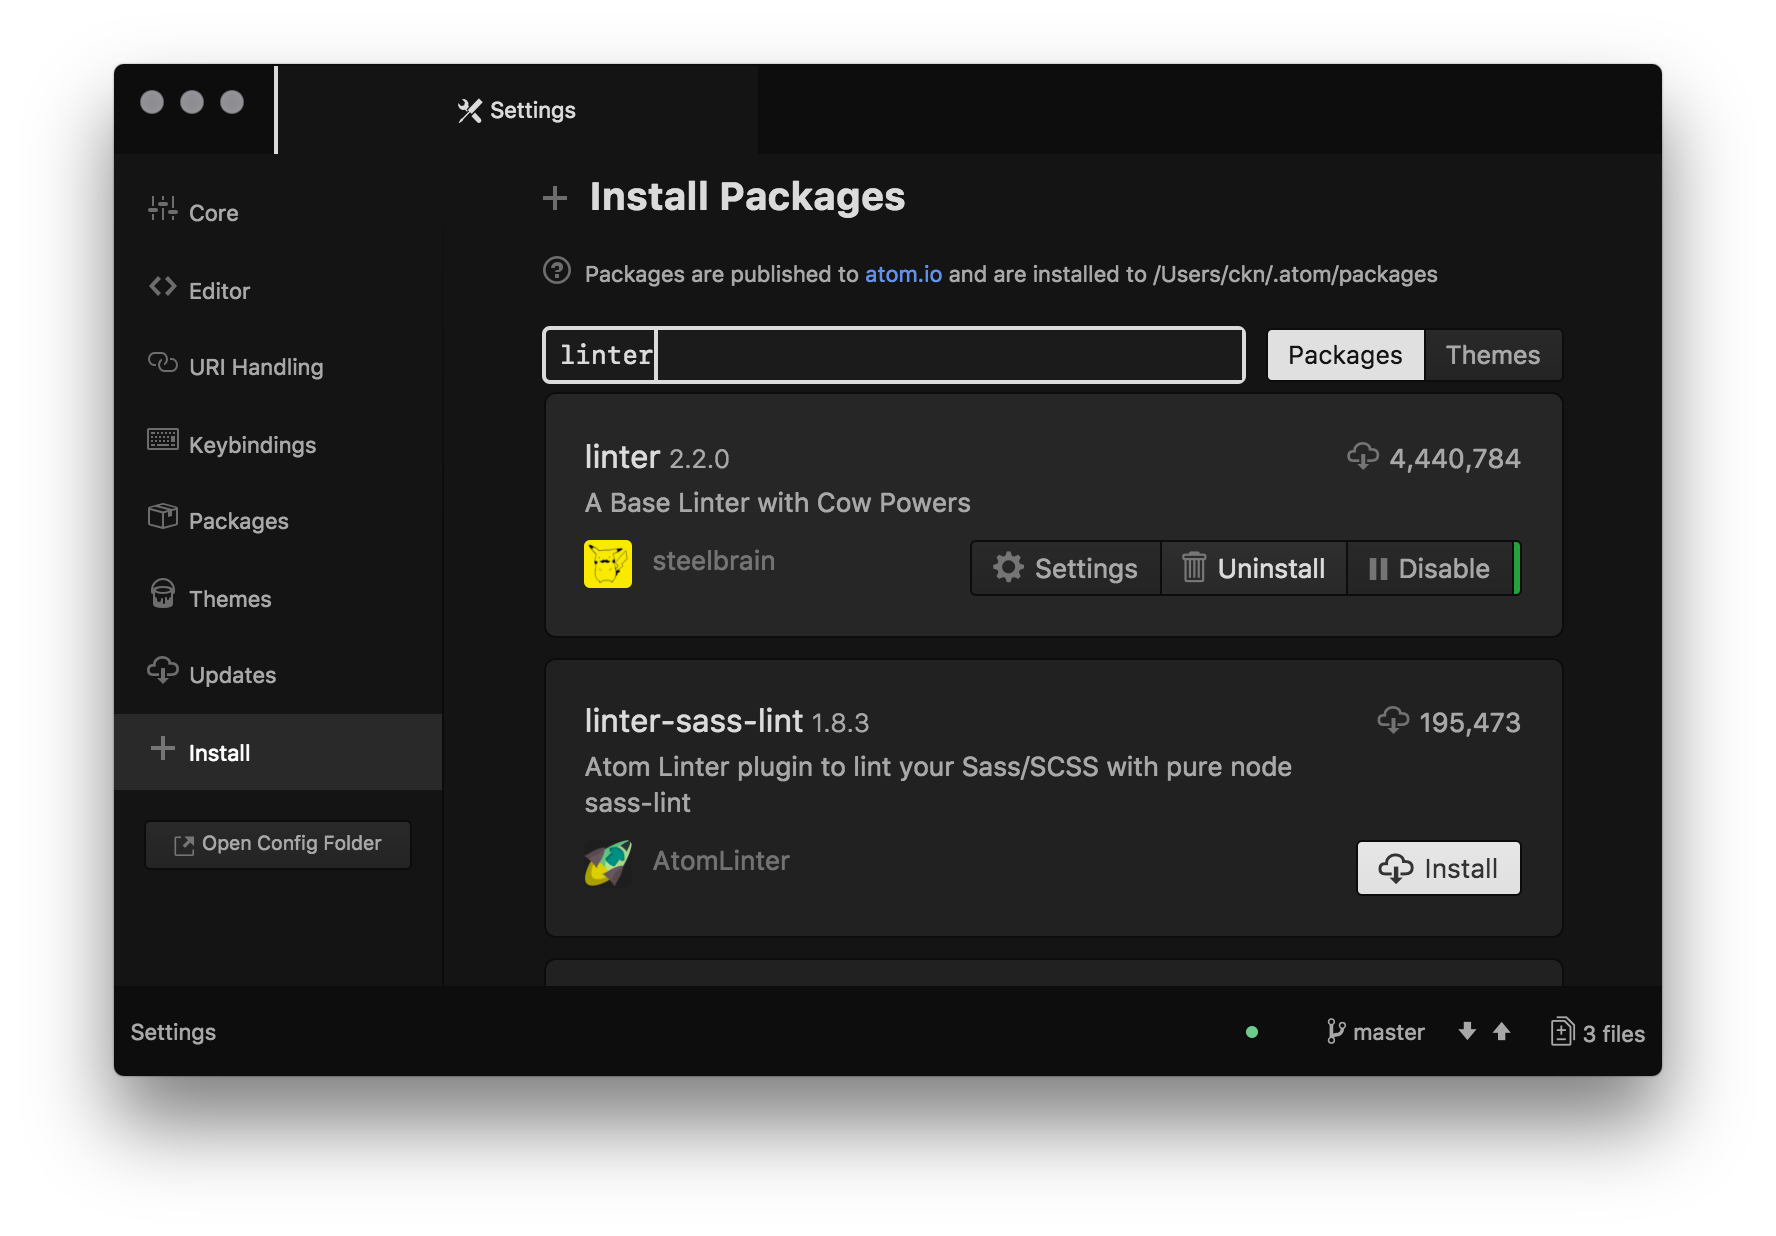 Settings
Core
Editor
URI Handling
Keybindings
Packages
Themes
Updates
Install
Open Config Folder
Install Packages
Packages are published to atom.io and are installed to /Users/ckn/.atom/packages
linter
Packages Themes
linter 2.2.0 4,440,784
A Base Linter with Cow Powers
steelbrain Settings Uninstall Disable
linter-sass-lint 1.8.3 195,473
Atom Linter plugin to lint your Sass/SCSS with pure node
sass-lint
AtomLinter Install
Settings master 3 files